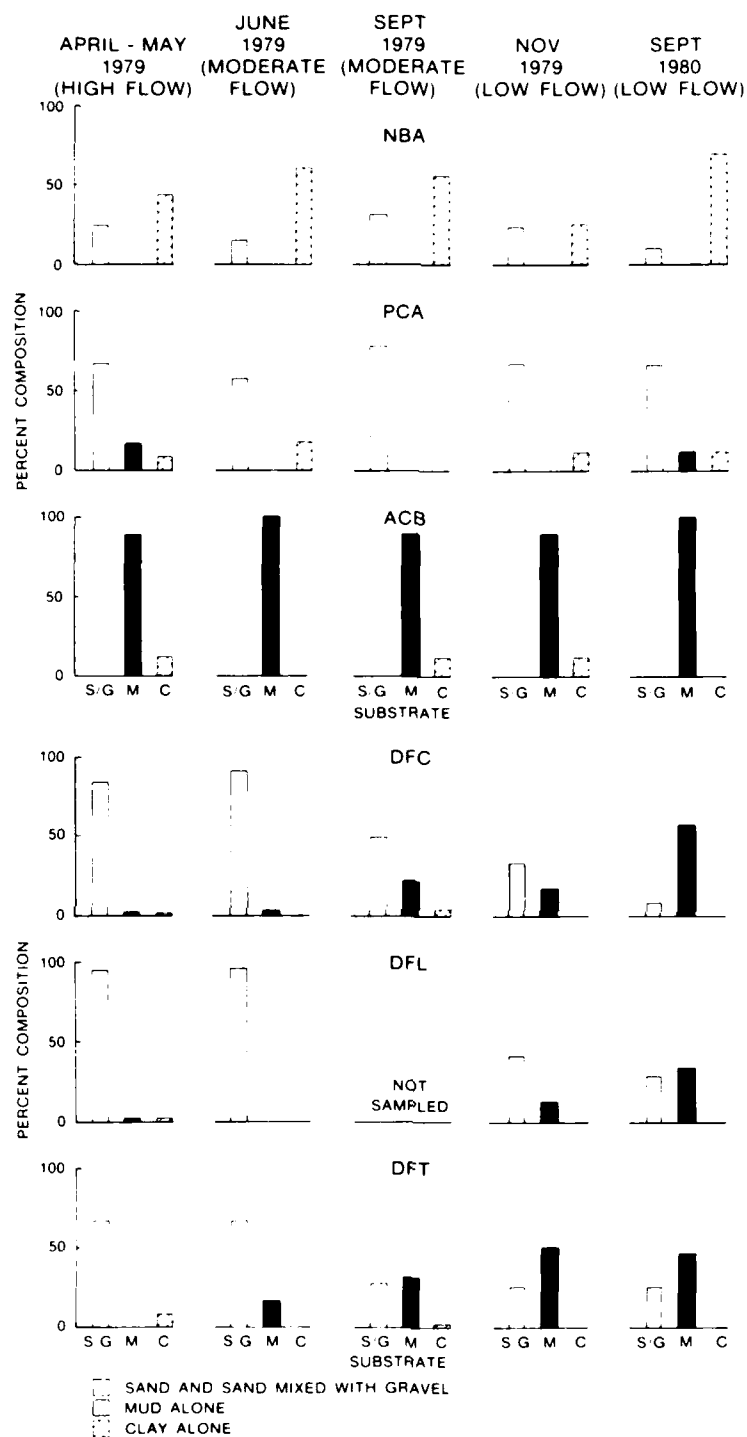 APRIL - MAY
1979
(HIGH FLOW)
JUNE
1979
(MODERATE
FLOW)
SEPT
1979
(MODERATE
FLOW)
NOV
1979
(LOW FLOW)
SEPT
1980
(LOW FLOW)
NBA
100
50
0
PCA
100
50
0
ACB
100
50
0
PERCENT COMPOSITION
S/G M C S/G M C S/G M C S/G M C S/G M C
SUBSTRATE
DFC
100
50
0
DFL
100
50
0
NOT
SAMPLED
DFT
100
50
0
PERCENT COMPOSITION
S/G M C S/G M C S/G M C S/G M C S/G M C
SUBSTRATE
SAND AND SAND MIXED WITH GRAVEL
MUD ALONE
CLAY ALONE